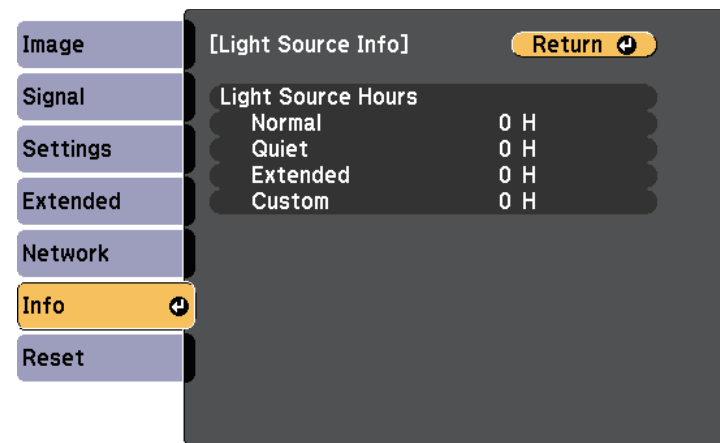 Image
Signal
Settings
Extended
Network
Info
Reset
[Light Source Info]
Return
Light Source Hours
Normal 0 H
Quiet 0 H
Extended 0 H
Custom 0 H